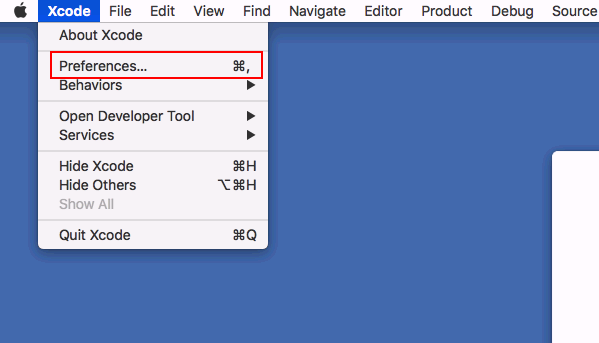 Xcode File Edit View Find Navigate Editor Product Debug Source
About Xcode
Preferences... ⌘,
Behaviors ▶
Open Developer Tool ▶
Services ▶
Hide Xcode ⌘H
Hide Others ⌥⌘H
Show All
Quit Xcode ⌘Q